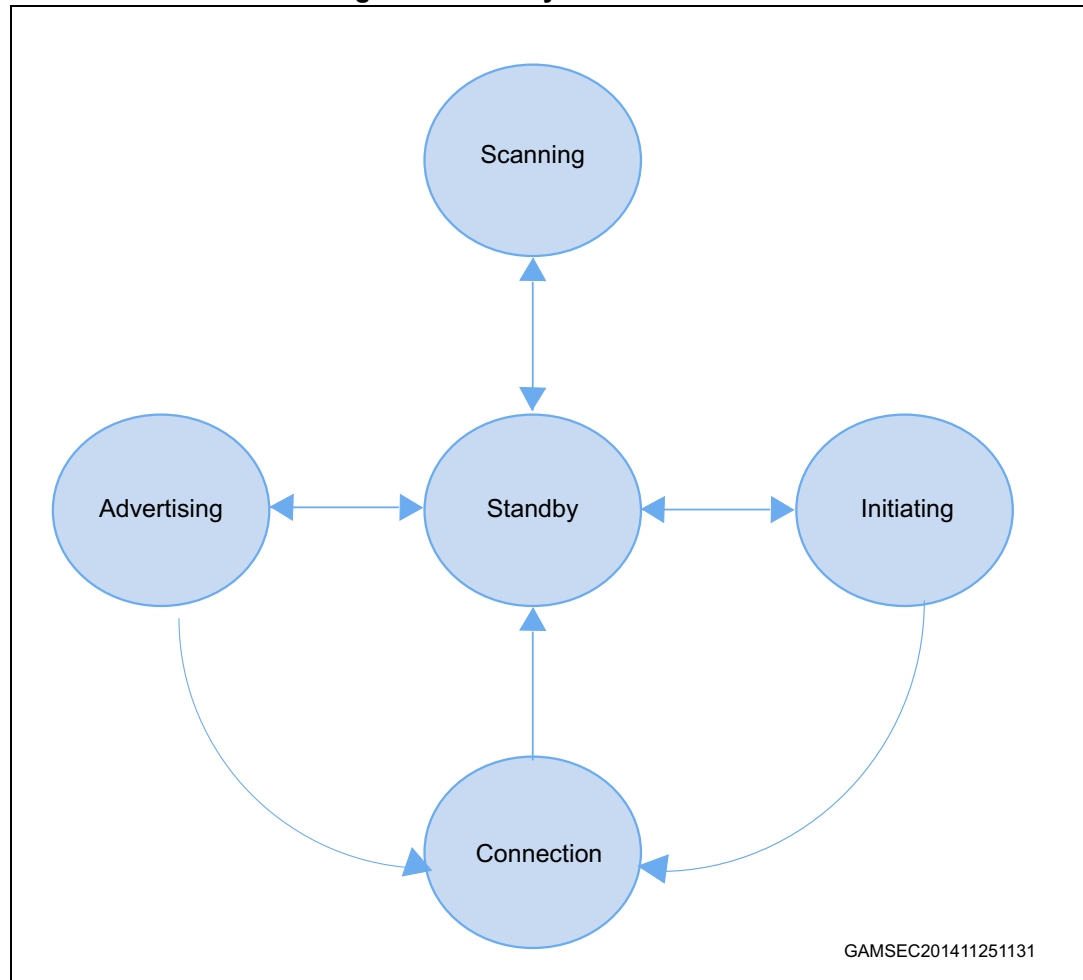 Scanning
Advertising
Standby
Initiating
Connection
GAMSEC201411251131